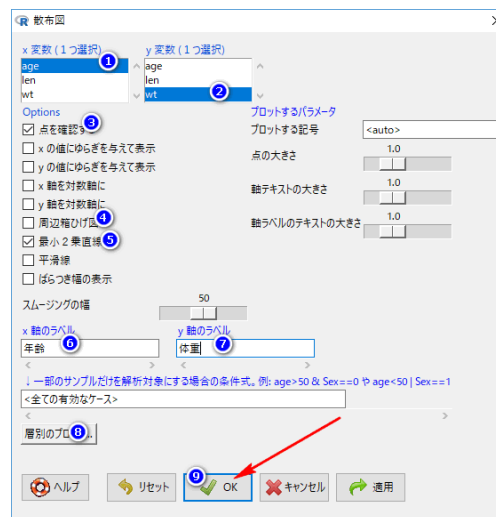 散布図
x 変数 (1つ選択)
y 変数 (1つ選択)
age
len
wt
age
len
wt
1
2
Options
プロットするパラメータ
3
点を確認す
プロットする記号
<auto>
x の値にゆらぎを与えて表示
点の大きさ
1.0
y の値にゆらぎを与えて表示
x 軸を対数軸に
軸テキストの大きさ
1.0
y 軸を対数軸に
4
周辺箱ひげ図
軸ラベルのテキストの大きさ
1.0
最小2乗直線
5
平滑線
ばらつき幅の表示
スムージングの幅
50
x 軸のラベル
y 軸のラベル
年齢
6
体重
7
↓一部のサンプルだけを解析対象にする場合の条件式。例: age>50 & Sex==0 や age<50 | Sex==1
<全ての有効なケース>
層別のプロ
8
..
9
ヘルプ
リセット
OK
キャンセル
適用